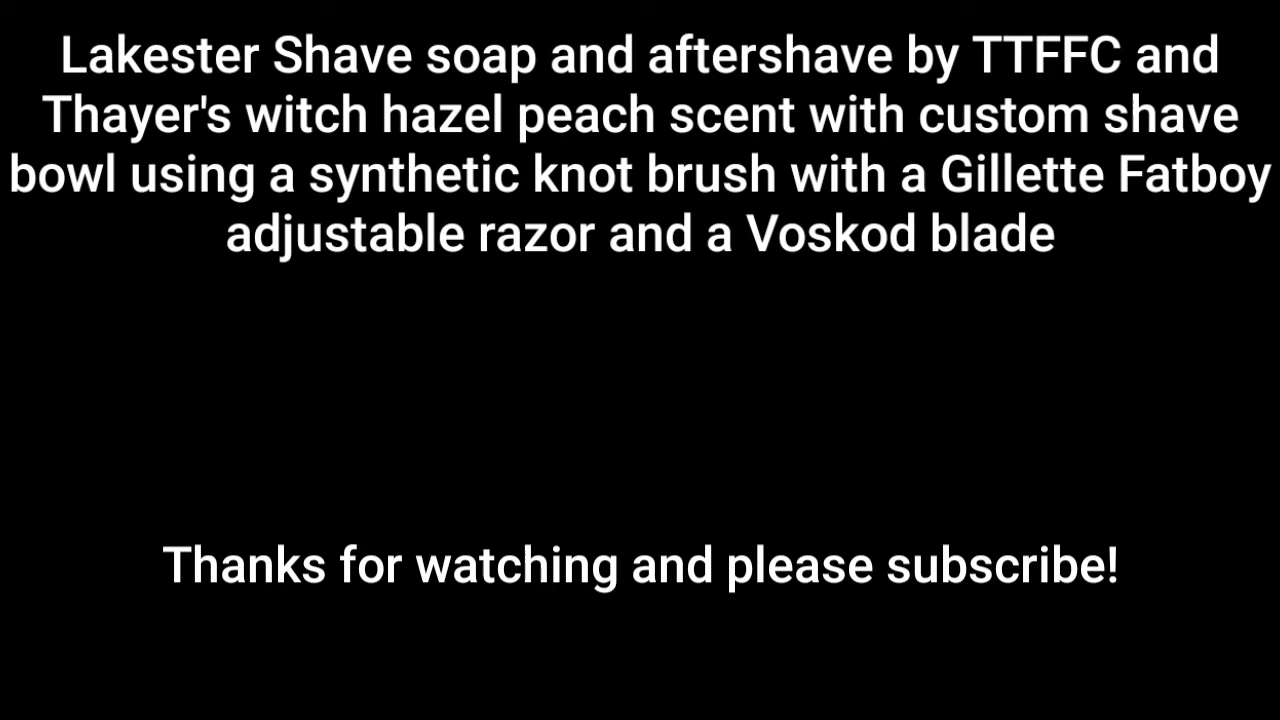 Lakester Shave soap and aftershave by TTFFC and
Thayer's witch hazel peach scent with custom shave
bowl using a synthetic knot brush with a Gillette Fatboy
adjustable razor and a Voskod blade
Thanks for watching and please subscribe!